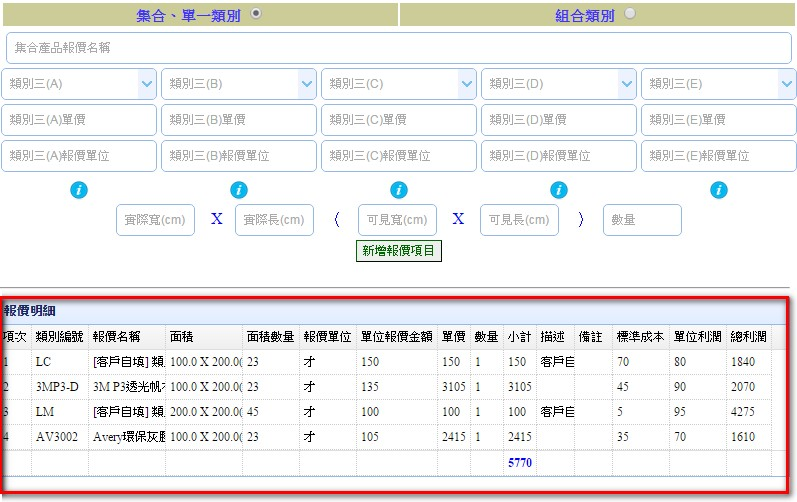 集合、單一類別 組合類別
集合產品報價名稱
類別三(A) 類別三(B) 類別三(C) 類別三(D) 類別三(E)
類別三(A)單價 類別三(B)單價 類別三(C)單價 類別三(D)單價 類別三(E)單價
類別三(A)報價單位 類別三(B)報價單位 類別三(C)報價單位 類別三(D)報價單位 類別三(E)報價單位
i i i i i
實際寬(cm) X 實際長(cm) ( 可見寬(cm) X 可見長(cm) ) 數量
新增報價項目
報價明細
項次 類別編號 報價名稱 面積 面積數量 報價單位 單位報價金額 單價 數量 小計 描述 備註 標準成本 單位利潤 總利潤
1 LC [客戶自填] 類 100.0 X 200.0( 23 才 150 150 1 150 客戶自 70 80 1840
2 3MP3-D 3M P3透光帆 100.0 X 200.0( 23 才 135 3105 1 3105 45 90 2070
3 LM [客戶自填] 類 200.0 X 200.0( 45 才 100 100 1 100 客戶自 5 95 4275
4 AV3002 Avery環保灰 100.0 X 200.0( 23 才 105 2415 1 2415 35 70 1610
5770